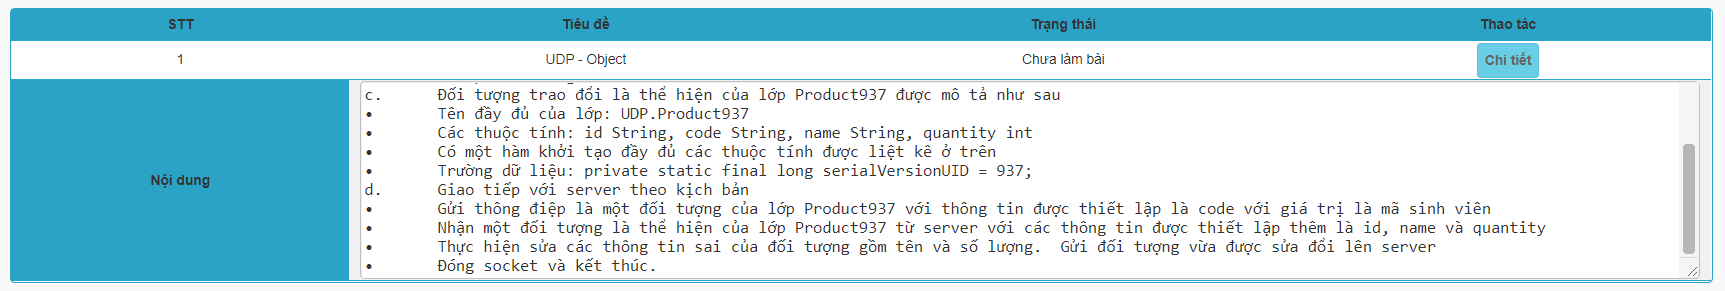 STT Tiêu đề Trạng thái Thao tác
1 UDP - Object Chưa làm bài Chi tiết
Nội dung
c. Đối tượng trao đổi là thể hiện của lớp Product937 được mô tả như sau
• Tên đầy đủ của lớp: UDP.Product937
• Các thuộc tính: id String, code String, name String, quantity int
• Có một hàm khởi tạo đầy đủ các thuộc tính được liệt kê ở trên
• Trường dữ liệu: private static final long serialVersionUID = 937;
d. Giao tiếp với server theo kịch bản
• Gửi thông điệp là một đối tượng của lớp Product937 với thông tin được thiết lập là code với giá trị là mã sinh viên
• Nhận một đối tượng là thể hiện của lớp Product937 từ server với các thông tin được thiết lập thêm là id, name và quantity
• Thực hiện sửa các thông tin sai của đối tượng gồm tên và số lượng. Gửi đối tượng vừa được sửa đổi lên server
• Đóng socket và kết thúc.